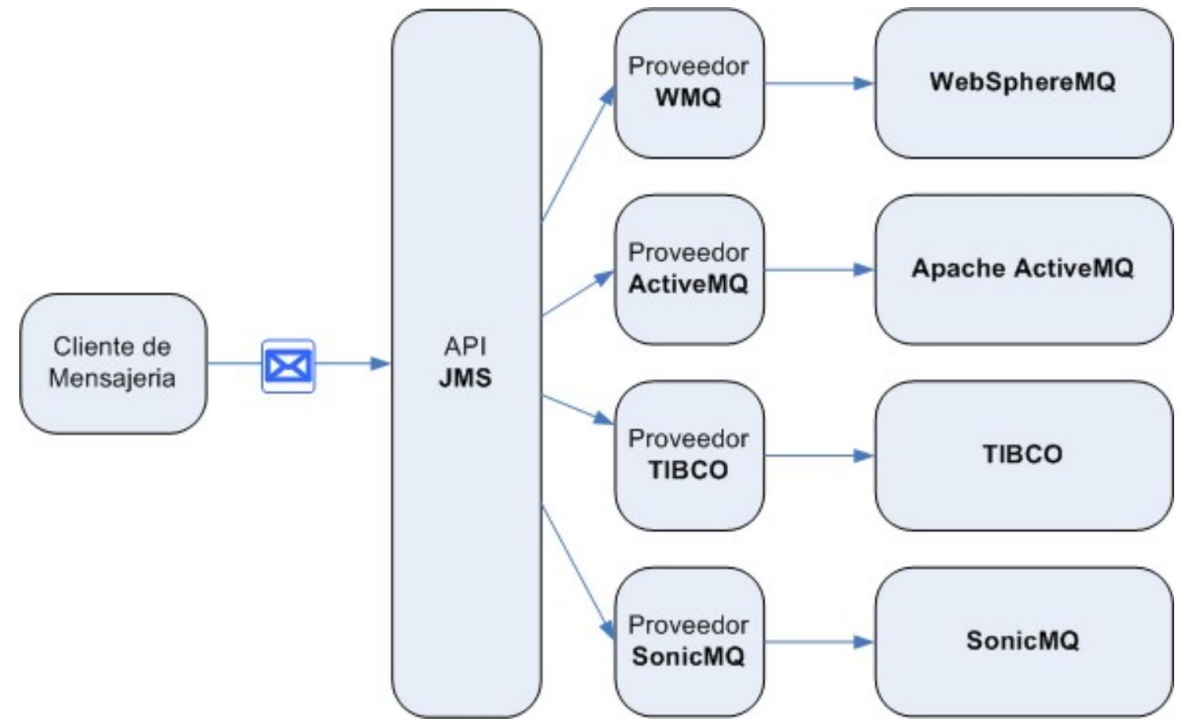 Proveedor
WMQ
WebSphereMQ
Proveedor
ActiveMQ
Apache ActiveMQ
Cliente de
Mensajeria
API
JMS
Proveedor
TIBCO
TIBCO
Proveedor
SonicMQ
SonicMQ